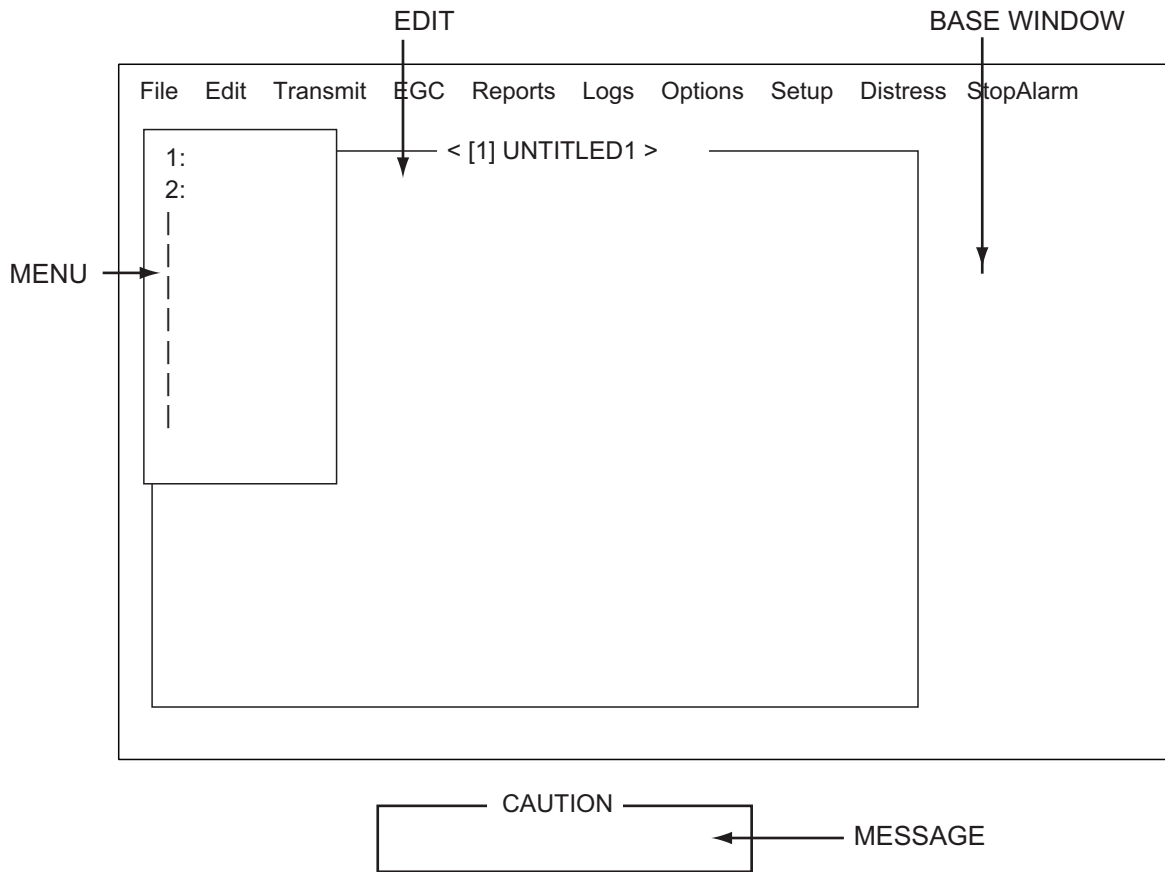 EDIT
BASE WINDOW
File Edit Transmit EGC Reports Logs Options Setup Distress StopAlarm
< [1] UNTITLED1 >
1:
2:
MENU
CAUTION
MESSAGE